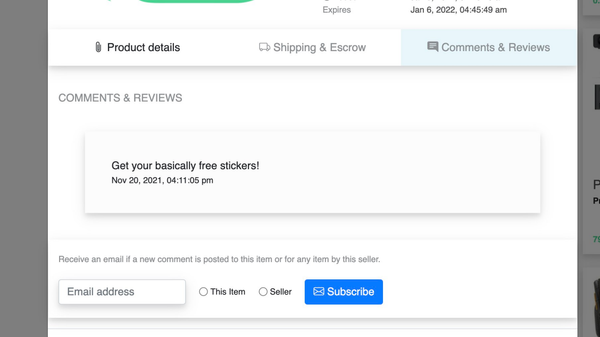 Expires
Jan 6, 2022, 04:45:49 am
Product details
Shipping & Escrow
Comments & Reviews
COMMENTS & REVIEWS
Get your basically free stickers!
Nov 20, 2021, 04:11:05 pm
Receive an email if a new comment is posted to this item or for any item by this seller.
Email address
This Item
Seller
Subscribe